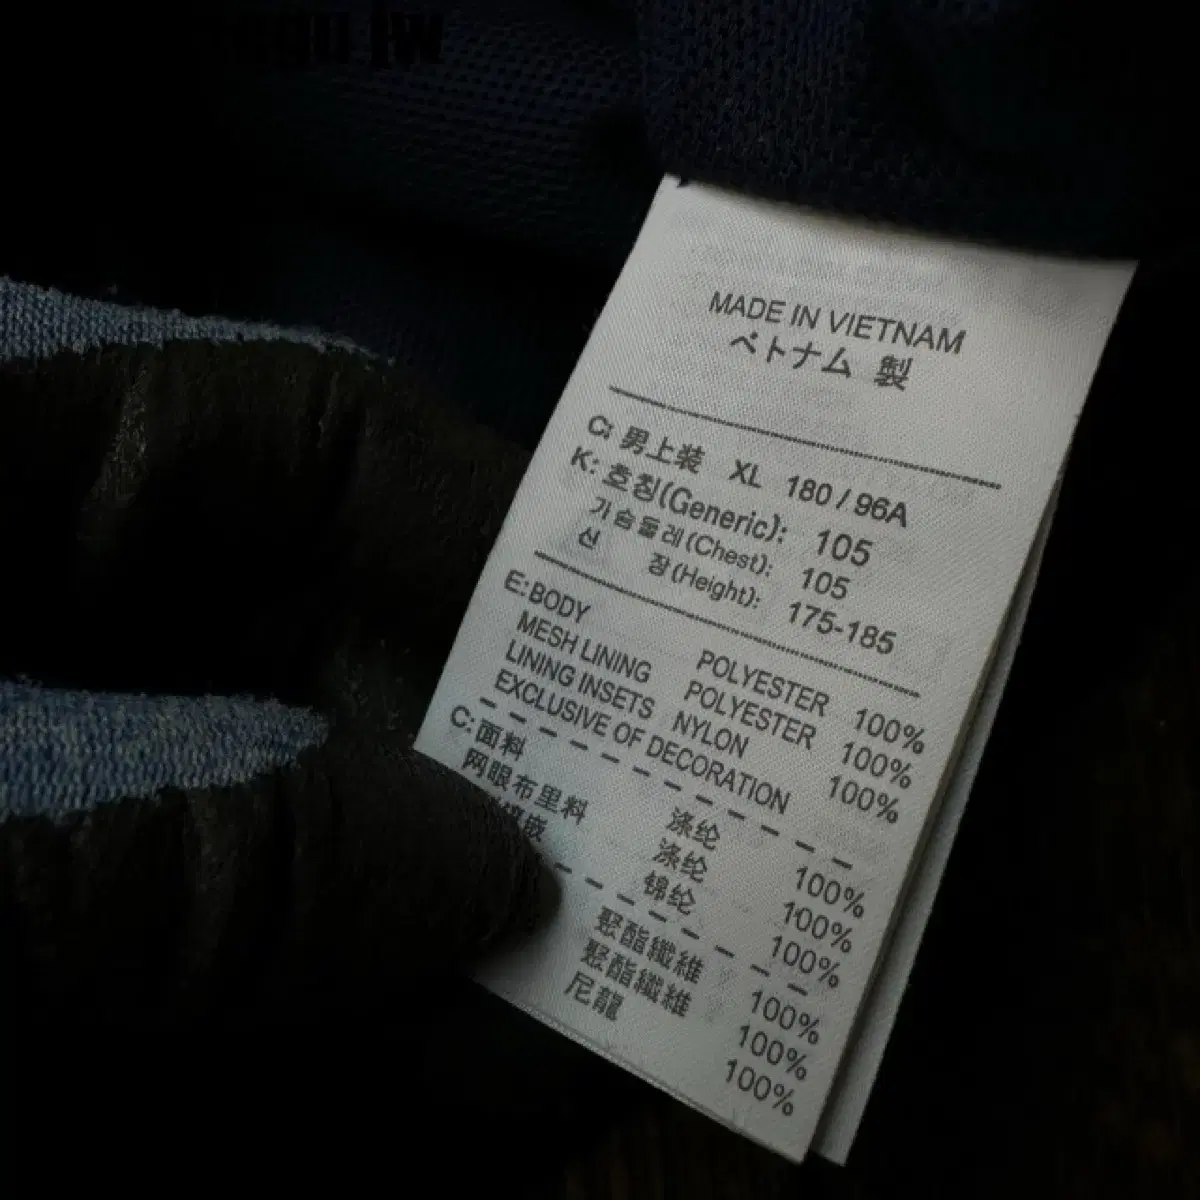 MADE IN VIETNAM
ベトナム 製
C: 男上装 XL 180 / 96A
K: 호칭(Generic): 105
가슴둘레(Chest): 105
신 장(Height): 175-185
E: BODY POLYESTER 100%
MESH LINING POLYESTER 100%
LINING INSETS NYLON 100%
EXCLUSIVE OF DECORATION
C: 面料 涤纶 100%
网眼布里料 涤纶 100%
嵌 锦纶 100%
聚酯纖維 100%
聚酯纖維 100%
尼龍 100%